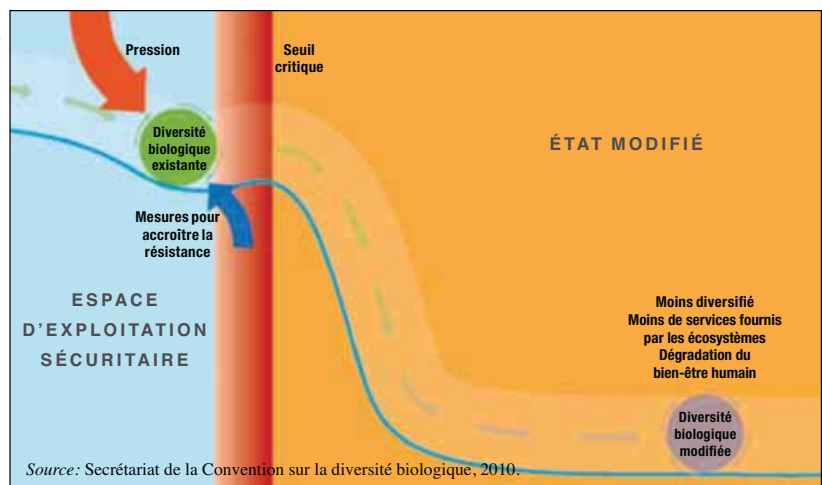 Pression
Seuil
critique
Diversité
biologique
existante
ÉTAT MODIFIÉ
Mesures pour
accroître la
résistance
ESPACE
D’EXPLOITATION
SÉCURITAIRE
Moins diversifié
Moins de services fournis
par les écosystèmes
Dégradation du
bien-être humain
Diversité
biologique
modifiée
Source: Secrétariat de la Convention sur la diversité biologique, 2010.